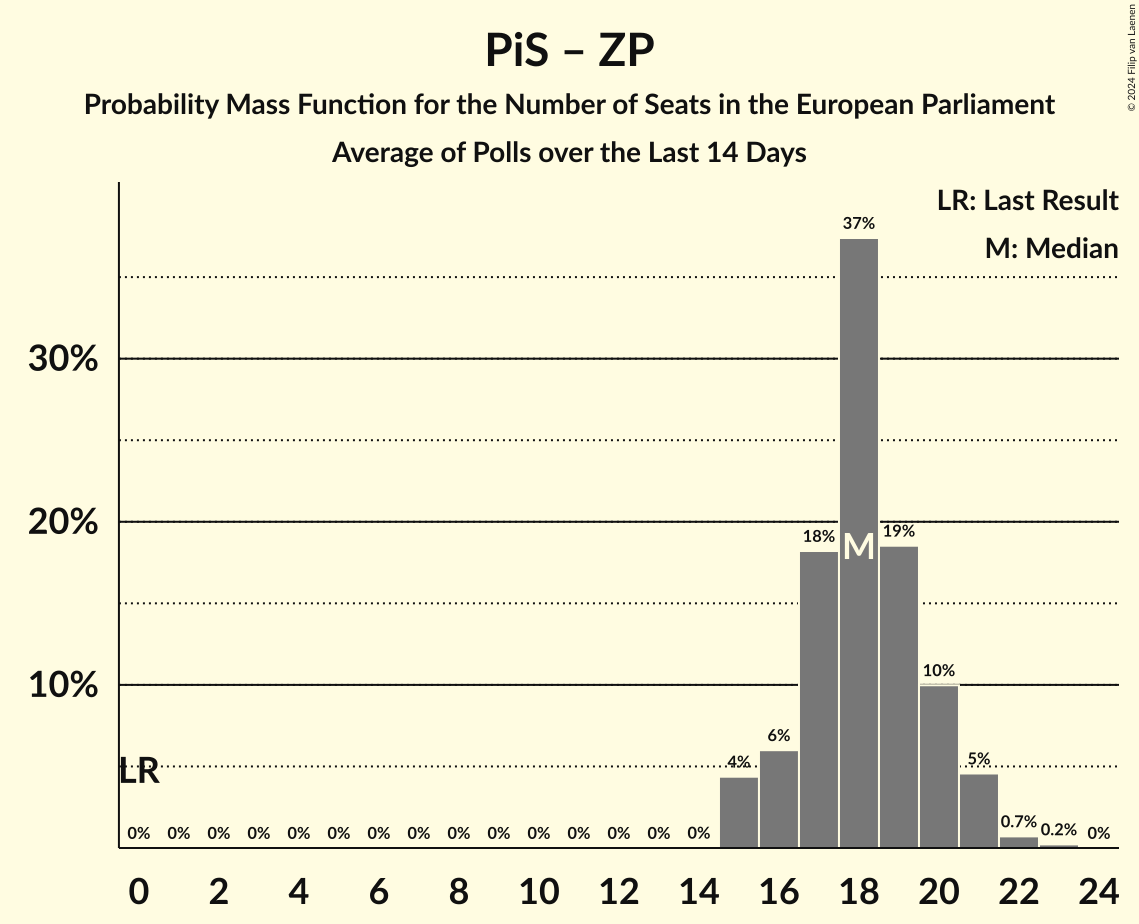 PiS – ZP
Probability Mass Function for the Number of Seats in the European Parliament
Average of Polls over the Last 14 Days
© 2024 Filip van Laenen
LR: Last Result
M: Median
37%
30%
20%
18%
M
19%
10%
10%
6%
4%
5%
LR
0% 0% 0% 0% 0% 0% 0% 0% 0% 0% 0% 0% 0% 0% 0% 0.7% 0.2% 0%
0 2 4 6 8 10 12 14 16 18 20 22 24